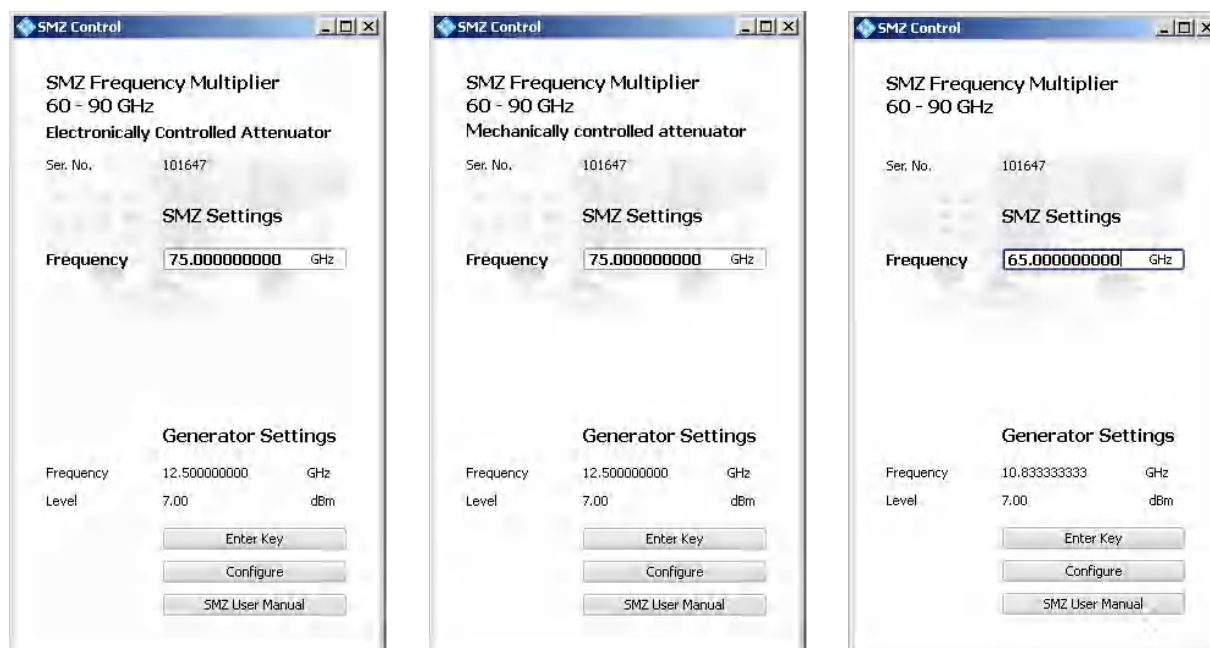 SMZ Control
SMZ Frequency Multiplier
60 - 90 GHz
Electronically Controlled Attenuator
Ser. No. 101647
SMZ Settings
Frequency 75.000000000 GHz
Generator Settings
Frequency 12.500000000 GHz
Level 7.00 dBm
Enter Key
Configure
SMZ User Manual
SMZ Control
SMZ Frequency Multiplier
60 - 90 GHz
Mechanically controlled attenuator
Ser. No. 101647
SMZ Settings
Frequency 75.000000000 GHz
Generator Settings
Frequency 12.500000000 GHz
Level 7.00 dBm
Enter Key
Configure
SMZ User Manual
SMZ Control
SMZ Frequency Multiplier
60 - 90 GHz
Ser. No. 101647
SMZ Settings
Frequency 65.000000000 GHz
Generator Settings
Frequency 10.833333333 GHz
Level 7.00 dBm
Enter Key
Configure
SMZ User Manual